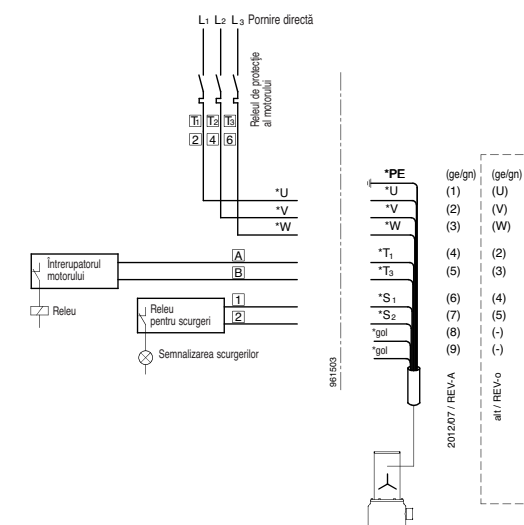 L1 L2 L3 Pornire directă
Releul de protecție
al motorului
T1 T2 T3
2 4 6
*PE (ge/gn) (ge/gn)
*U *U (1) (U)
*V *V (2) (V)
*W *W (3) (W)
Întrerupatorul
motorului
A *T1 (4) (2)
B *T3 (5) (3)
Releu
Releu
pentru scurgeri
1 *S1 (6) (4)
2 *S2 (7) (5)
*gol (8) (-)
*gol (9) (-)
Semnalizarea scurgerilor
961503
2012/07 / REV-A
alt / REV-o